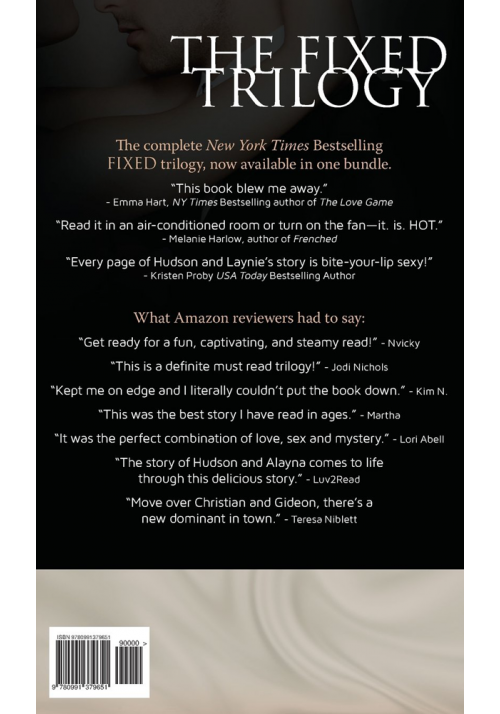 THE FIXED
TRILOGY
The complete New York Times Bestselling
FIXED trilogy, now available in one bundle.
“This book blew me away.”
- Emma Hart, NY Times Bestselling author of The Love Game
“Read it in an air-conditioned room or turn on the fan—it. is. HOT.”
- Melanie Harlow, author of Frenched
“Every page of Hudson and Laynie’s story is bite-your-lip sexy!”
- Kristen Proby USA Today Bestselling Author
What Amazon reviewers had to say:
“Get ready for a fun, captivating, and steamy read!” - Nvicky
“This is a definite must read trilogy!” - Jodi Nichols
“Kept me on edge and I literally couldn’t put the book down.” - Kim N.
“This was the best story I have read in ages.” - Martha
“It was the perfect combination of love, sex and mystery.” - Lori Abell
“The story of Hudson and Alayna comes to life
through this delicious story.” - Luv2Read
“Move over Christian and Gideon, there’s a
new dominant in town.” - Teresa Niblett
ISBN 9780991379651
90000 >
9 780991 379651